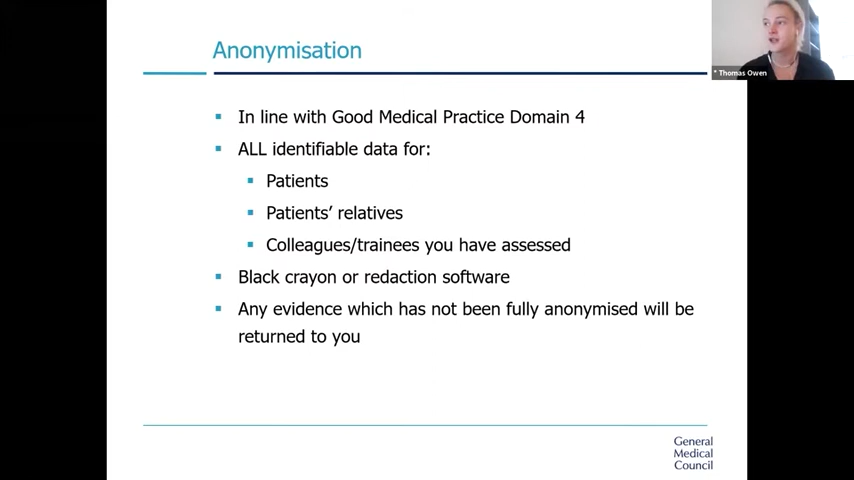 Anonymisation
* Thomas Owen
▪ In line with Good Medical Practice Domain 4
▪ ALL identifiable data for:
▪ Patients
▪ Patients’ relatives
▪ Colleagues/trainees you have assessed
▪ Black crayon or redaction software
▪ Any evidence which has not been fully anonymised will be
returned to you
General
Medical
Council